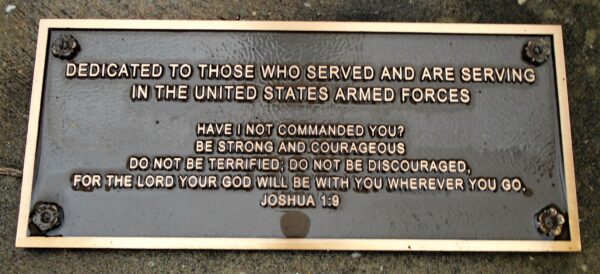 DEDICATED TO THOSE WHO SERVED AND ARE SERVING
IN THE UNITED STATES ARMED FORCES
HAVE I NOT COMMANDED YOU?
BE STRONG AND COURAGEOUS
DO NOT BE TERRIFIED; DO NOT BE DISCOURAGED,
FOR THE LORD YOUR GOD WILL BE WITH YOU WHEREVER YOU GO.
JOSHUA 1:9